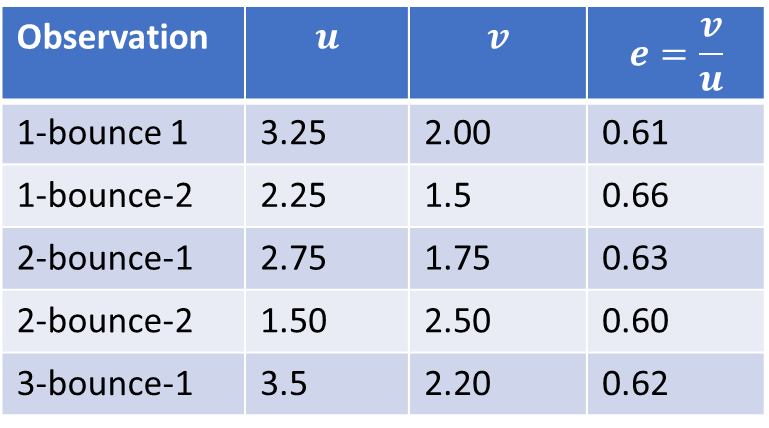 Observation u v e = v/u
1-bounce 1 3.25 2.00 0.61
1-bounce-2 2.25 1.5 0.66
2-bounce-1 2.75 1.75 0.63
2-bounce-2 1.50 2.50 0.60
3-bounce-1 3.5 2.20 0.62